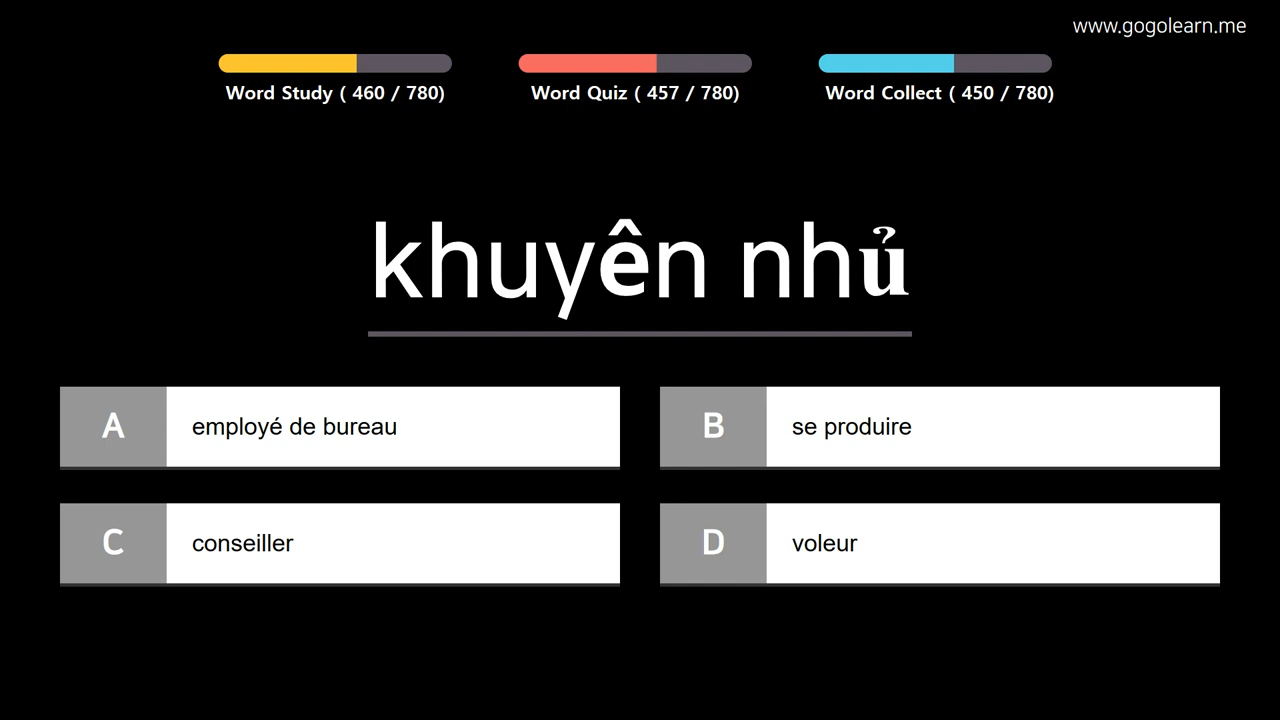 www.gogolearn.me
Word Study ( 460 / 780)
Word Quiz ( 457 / 780)
Word Collect ( 450 / 780)
khuyên nhủ
A employé de bureau
B se produire
C conseiller
D voleur